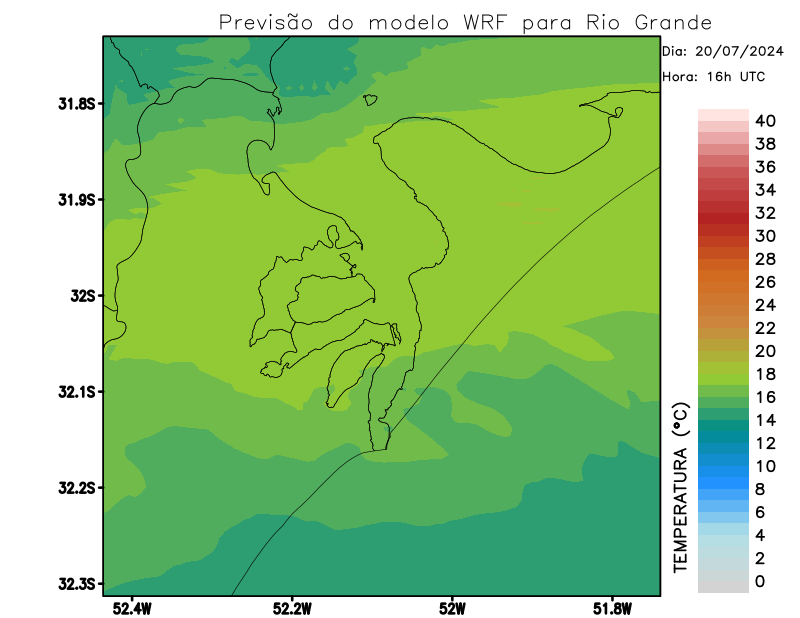 Previsão do modelo WRF para Rio Grande
Dia: 20/07/2024
Hora: 16h UTC
31.8S
31.9S
32S
32.1S
32.2S
32.3S
52.4W
52.2W
52W
51.8W
TEMPERATURA (°C)
40
38
36
34
32
30
28
26
24
22
20
18
16
14
12
10
8
6
4
2
0